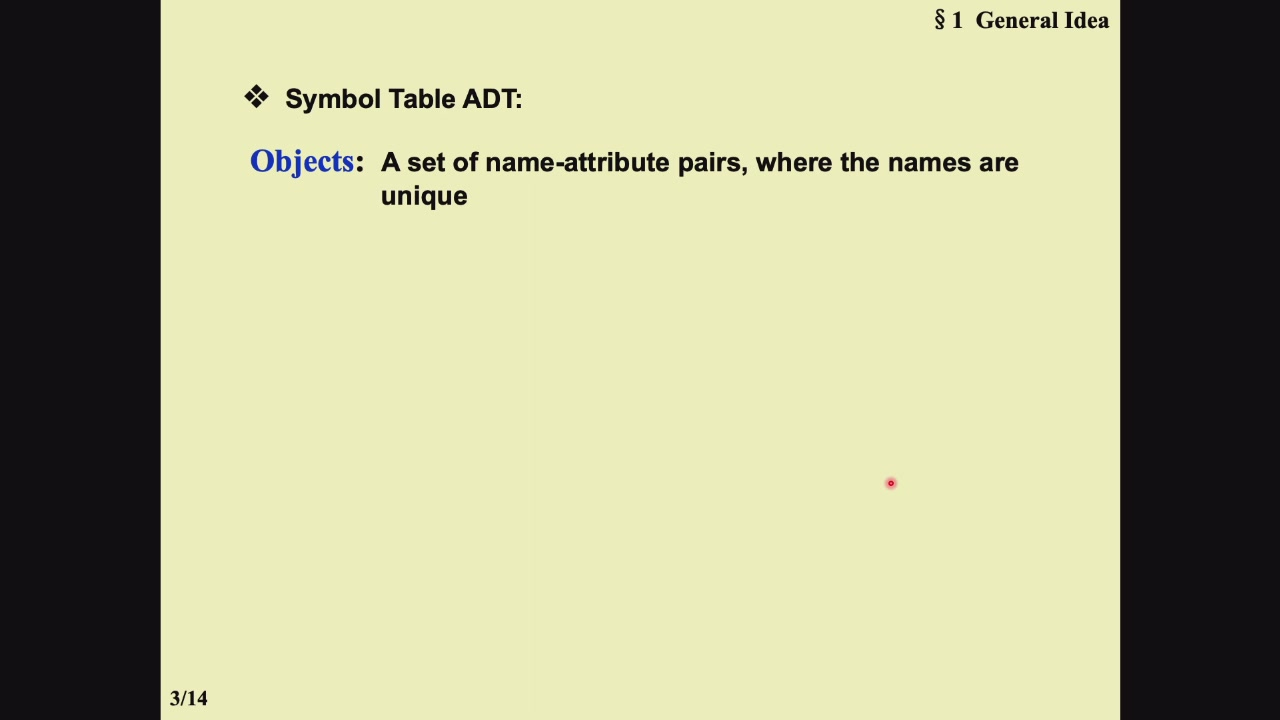 § 1 General Idea
❖ Symbol Table ADT:
Objects: A set of name-attribute pairs, where the names are
unique
3/14